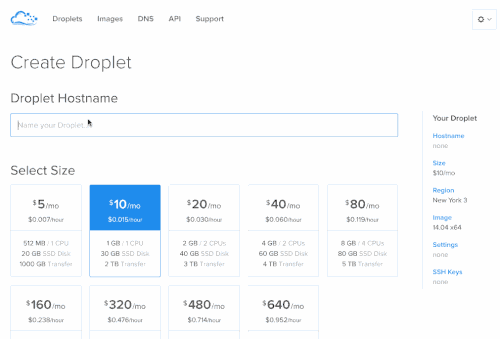 Droplets Images DNS API Support
Create Droplet
Droplet Hostname
Name your Droplet...
Select Size
$5/mo $10/mo $20/mo $40/mo $80/mo
$0.007/hour $0.015/hour $0.030/hour $0.060/hour $0.119/hour
512 MB / 1 CPU 1 GB / 1 CPU 2 GB / 2 CPUs 4 GB / 2 CPUs 8 GB / 4 CPUs
20 GB SSD Disk 30 GB SSD Disk 40 GB SSD Disk 60 GB SSD Disk 80 GB SSD Disk
1000 GB Transfer 2 TB Transfer 3 TB Transfer 4 TB Transfer 5 TB Transfer
$160/mo $320/mo $480/mo $640/mo
$0.238/hour $0.476/hour $0.714/hour $0.952/hour
Your Droplet
Hostname
none
Size
$10/mo
Region
New York 3
Image
14.04 x64
Settings
none
SSH Keys
none